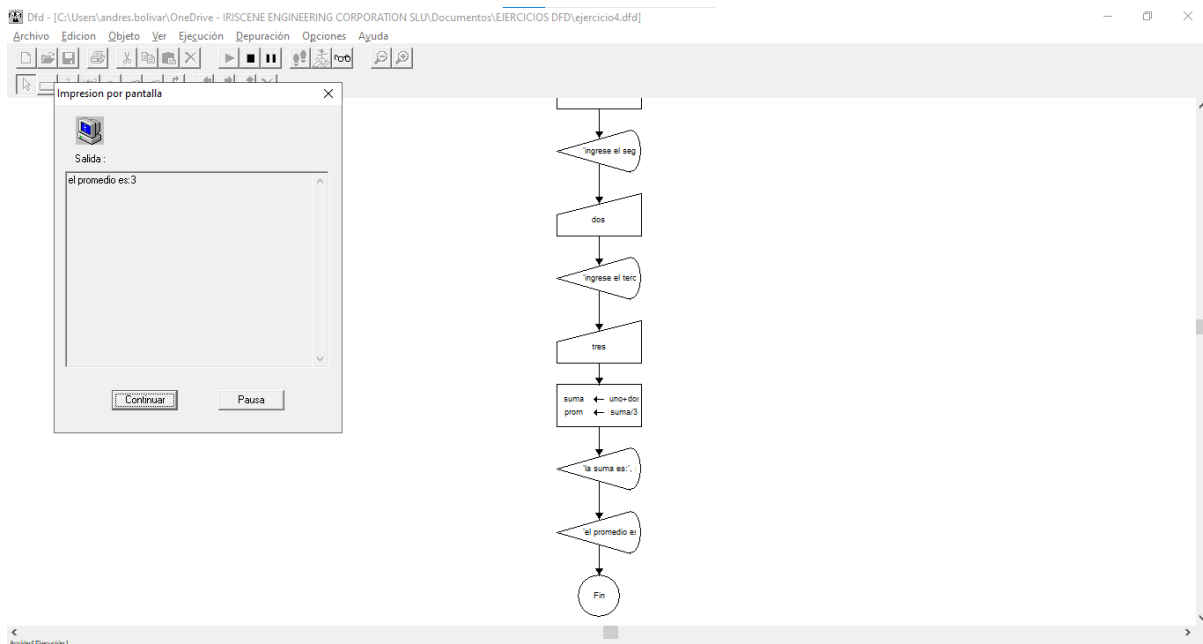 Dfd - [C:\Users\andres.bolivar\OneDrive - IRISCENE ENGINEERING CORPORATION SLU\Documentos\EJERCICIOS DFD\ejercicio4.dfd]
Archivo Edicion Objeto Ver Ejecución Depuración Opciones Ayuda
Impresion por pantalla
Salida :
el promedio es:3
Continuar Pausa
'ingrese el seg
dos
'ingrese el terc
tres
suma ← uno+dos
prom ← suma/3
'la suma es:',
'el promedio es
Fin
Acción [ Ejecución ]